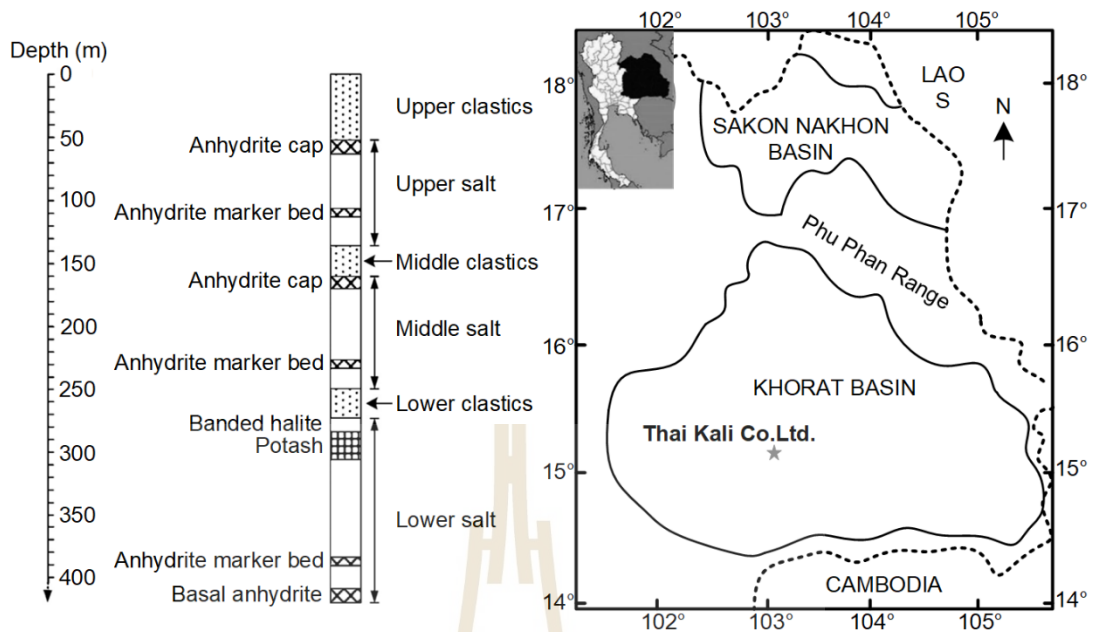 Depth (m)
0
50
100
150
200
250
300
350
400
Anhydrite cap
Anhydrite marker bed
Anhydrite cap
Anhydrite marker bed
Banded halite
Potash
Anhydrite marker bed
Basal anhydrite
Upper clastics
Upper salt
Middle clastics
Middle salt
Lower clastics
Lower salt
102° 103° 104° 105°
18°
17°
16°
15°
14°
LAO
S
N
SAKON NAKHON
BASIN
Phu Phan Range
KHORAT BASIN
Thai Kali Co.Ltd.
CAMBODIA
18°
17°
16°
15°
14°
102° 103° 104° 105°